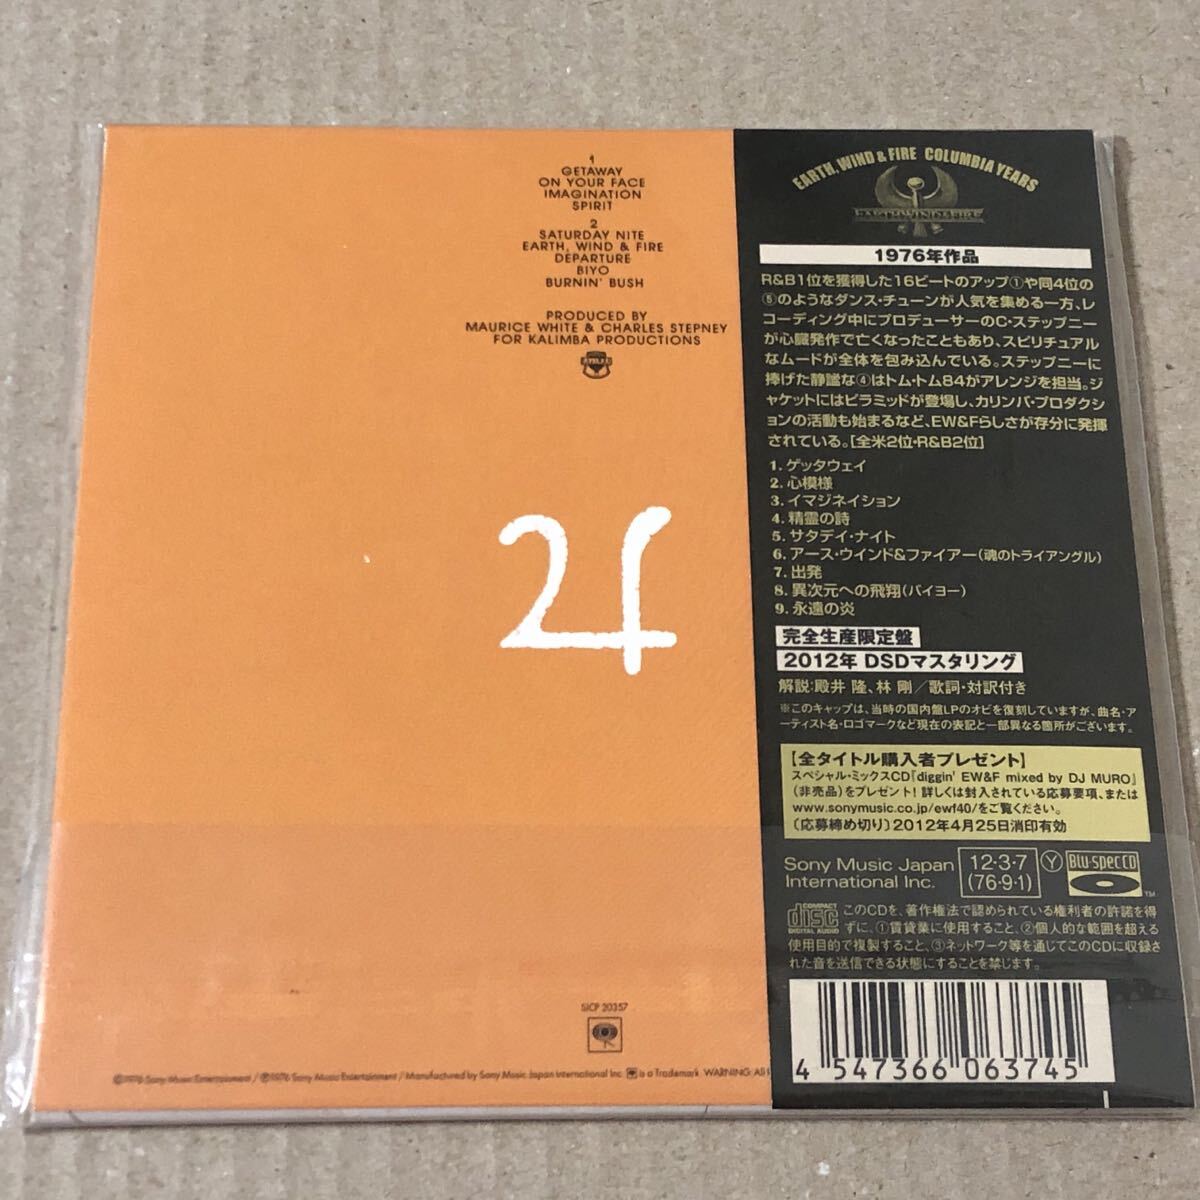 1
GETAWAY
ON YOUR FACE
IMAGINATION
SPIRIT
2
SATURDAY NITE
EARTH, WIND & FIRE
DEPARTURE
BIYO
BURNIN' BUSH
PRODUCED BY
MAURICE WHITE & CHARLES STEPNEY
FOR KALIMBA PRODUCTIONS
SICP 20357
©1976 Sony Music Entertainment / ℗1976 Sony Music Entertainment / Manufactured by Sony Music Japan International Inc. is a Trademark. WARNING: All
EARTH, WIND & FIRE COLUMBIA YEARS
EARTH WIND & FIRE
1976年作品
R&B1位を獲得した16ビートのアップ①や同4位の
⑤のようなダンス・チューンが人気を集める一方、レ
コーディング中にプロデューサーのC・ステップニー
が心臓発作で亡くなったこともあり、スピリチュアル
なムードが全体を包み込んでいる。ステップニーに
捧げた静謐な④はトム・トム84がアレンジを担当。ジ
ャケットにはピラミッドが登場し、カリンバ・プロダクシ
ョンの活動も始まるなど、EW&Fらしさが存分に発揮
されている。[全米2位・R&B2位]
1. ゲッタウェイ
2. 心模様
3. イマジネイション
4. 精霊の詩
5. サタデイ・ナイト
6. アース・ウインド&ファイアー(魂のトライアングル)
7. 出発
8. 異次元への飛翔(バイヨー)
9. 永遠の炎
完全生産限定盤
2012年 DSDマスタリング
解説:殿井 隆、林 剛／歌詞・対訳付き
※このキャップは、当時の国内盤LPのオビを復刻していますが、曲名・ア
ーティスト名・ロゴマークなど現在の表記と一部異なる箇所がございます。
【全タイトル購入者プレゼント】
スペシャル・ミックスCD『diggin' EW&F mixed by DJ MURO』
(非売品)をプレゼント! 詳しくは封入されている応募要項、または
www.sonymusic.co.jp/ewf40/をご覧ください。
〔応募締め切り〕2012年4月25日消印有効
Sony Music Japan
International Inc.
12・3・7
(76・9・1)
Y
Blu-spec CD
TM
COMPACT
disc
DIGITAL AUDIO
このCDを、著作権法で認められている権利者の許諾を得
ずに、①賃貸業に使用すること、②個人的な範囲を超える
使用目的で複製すること、③ネットワーク等を通じてこのCDに収録さ
れた音を送信できる状態にすることを禁じます。
4 547366 063745